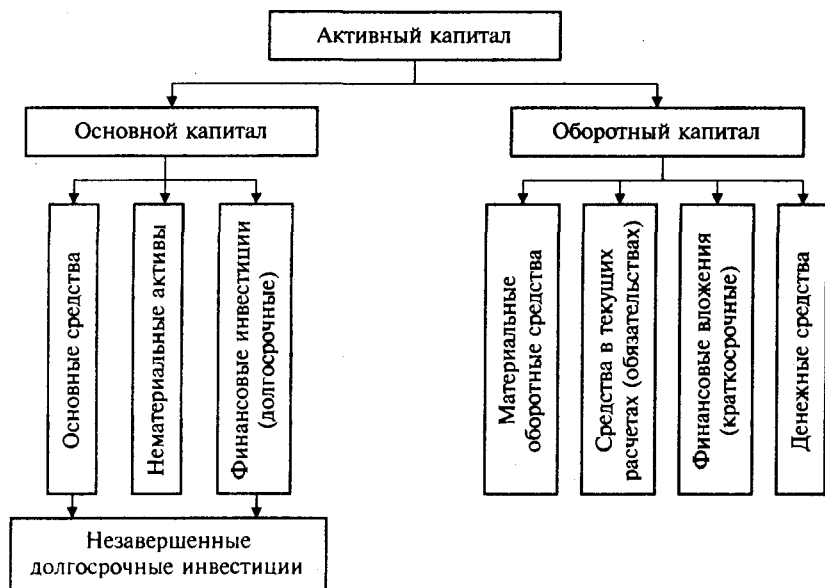 Активный капитал
Основной капитал
Оборотный капитал
Основные средства
Нематериальные активы
Финансовые инвестиции
(долгосрочные)
Материальные
оборотные средства
Средства в текущих
расчетах (обязательствах)
Финансовые вложения
(краткосрочные)
Денежные средства
Незавершенные
долгосрочные инвестиции